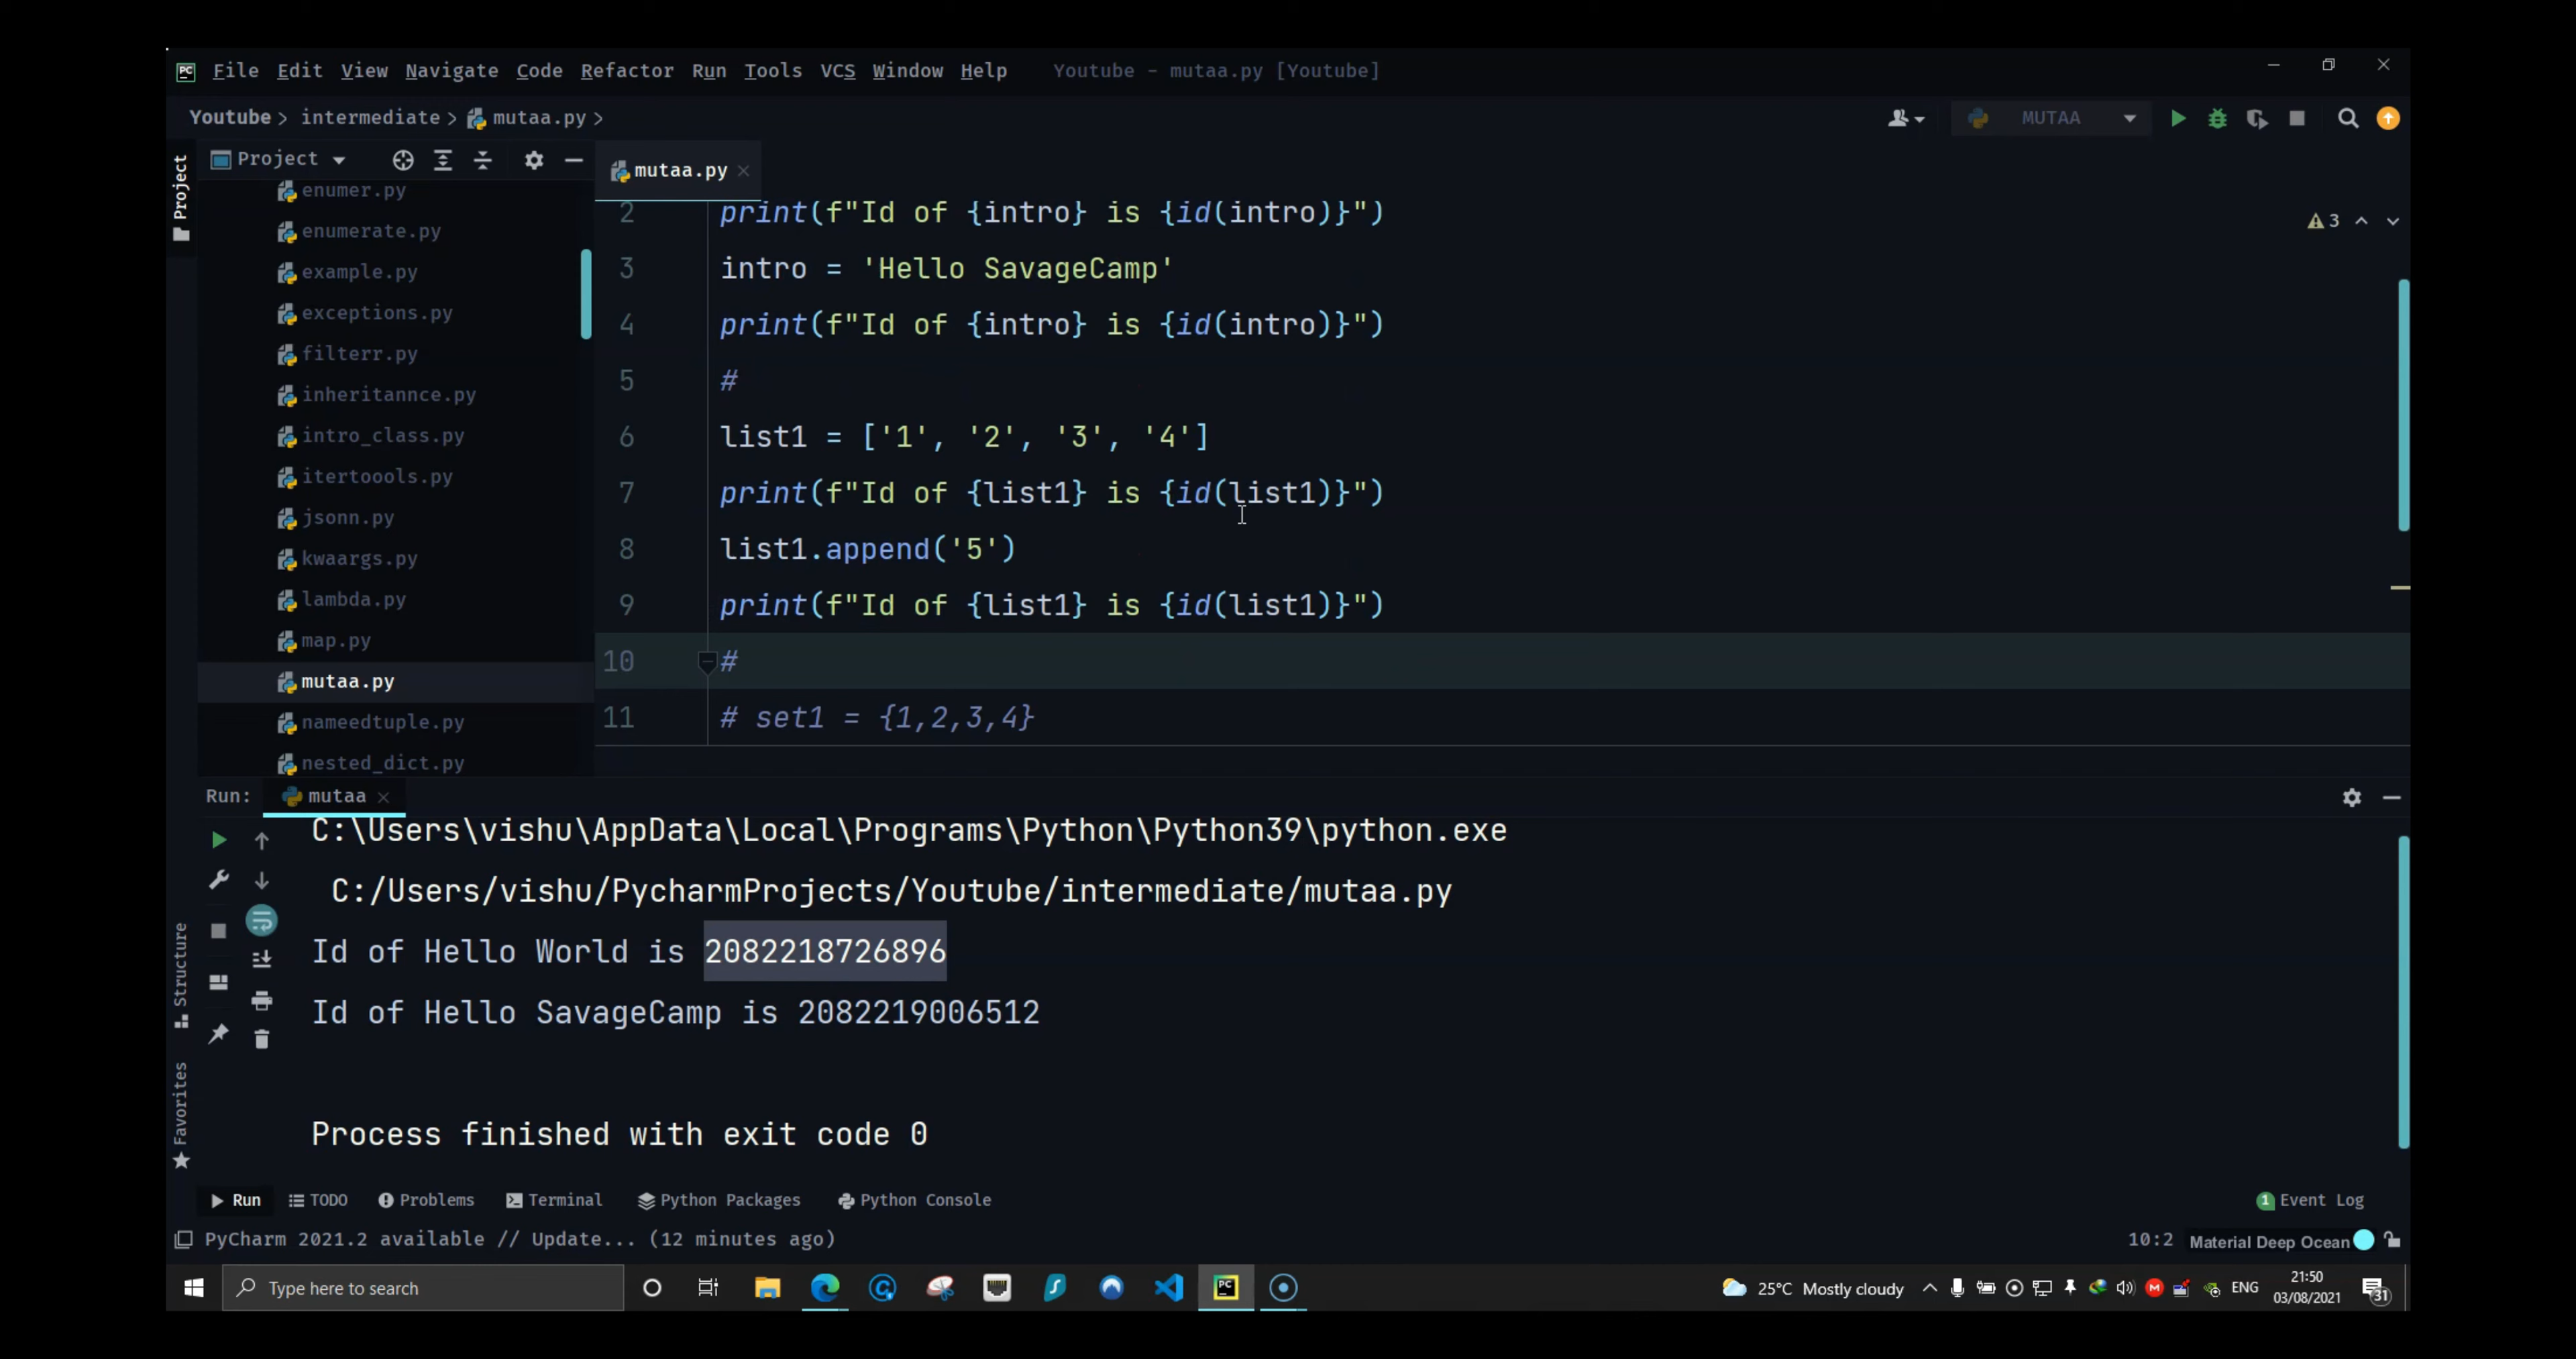 File Edit View Navigate Code Refactor Run Tools VCS Window Help Youtube - mutaa.py [Youtube]
Youtube > intermediate > mutaa.py >
MUTAA
Project
Project
enumer.py
enumerate.py
example.py
exceptions.py
filterr.py
inheritannce.py
intro_class.py
itertoools.py
jsonn.py
kwaargs.py
lambda.py
map.py
mutaa.py
nameedtuple.py
nested_dict.py
mutaa.py
3
2 print(f"Id of {intro} is {id(intro)}")
3 intro = 'Hello SavageCamp'
4 print(f"Id of {intro} is {id(intro)}")
5 #
6 list1 = ['1', '2', '3', '4']
7 print(f"Id of {list1} is {id(list1)}")
8 list1.append('5')
9 print(f"Id of {list1} is {id(list1)}")
10 #
11 # set1 = {1,2,3,4}
Run: mutaa
C:\Users\vishu\AppData\Local\Programs\Python\Python39\python.exe
C:/Users/vishu/PycharmProjects/Youtube/intermediate/mutaa.py
Id of Hello World is 2082218726896
Id of Hello SavageCamp is 2082219006512
Process finished with exit code 0
Structure
Favorites
Run TODO Problems Terminal Python Packages Python Console 1 Event Log
PyCharm 2021.2 available // Update... (12 minutes ago) 10:2 Material Deep Ocean
Type here to search
PC
25°C Mostly cloudy ENG
21:50
03/08/2021
31